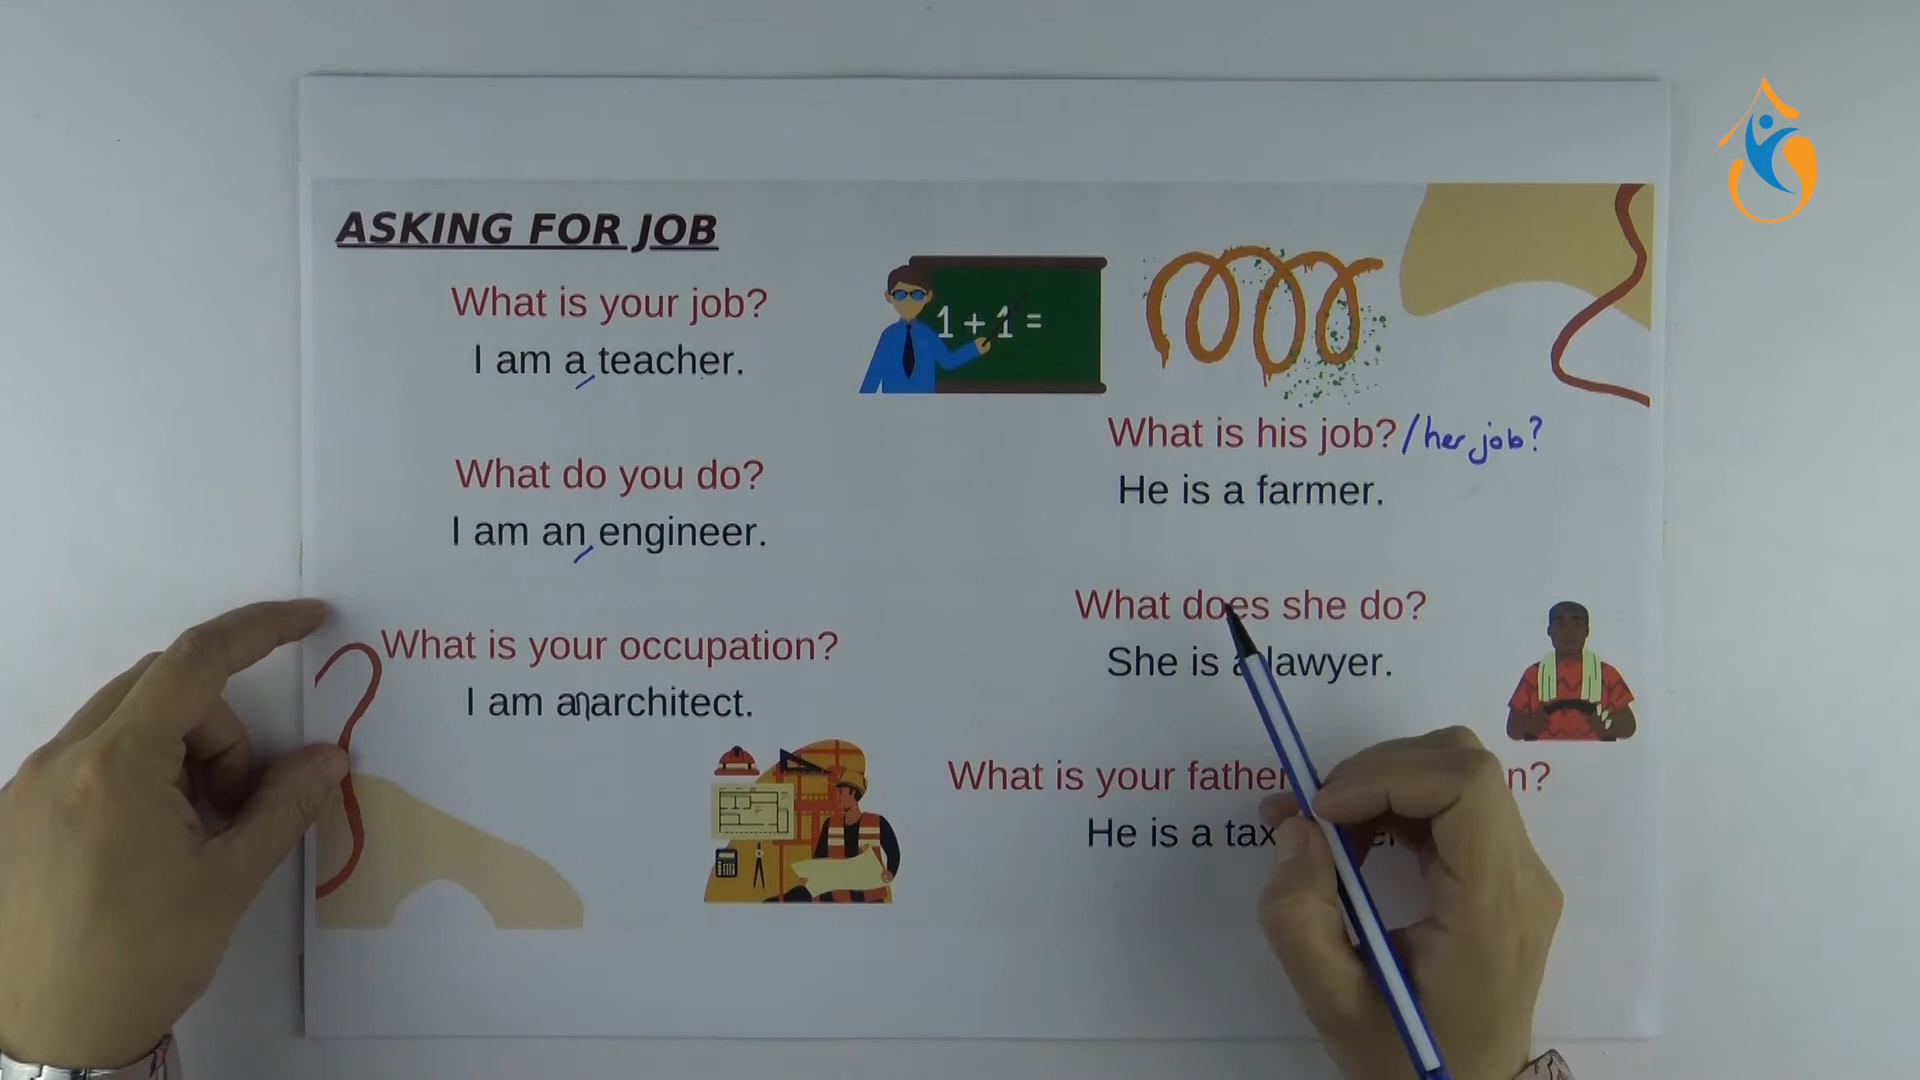 ASKING FOR JOB
What is your job?
I am a teacher.
1 + 1 =
What do you do?
I am an engineer.
What is your occupation?
I am an architect.
What is his job? / her job?
He is a farmer.
What does she do?
She is a lawyer.
What is your father
He is a